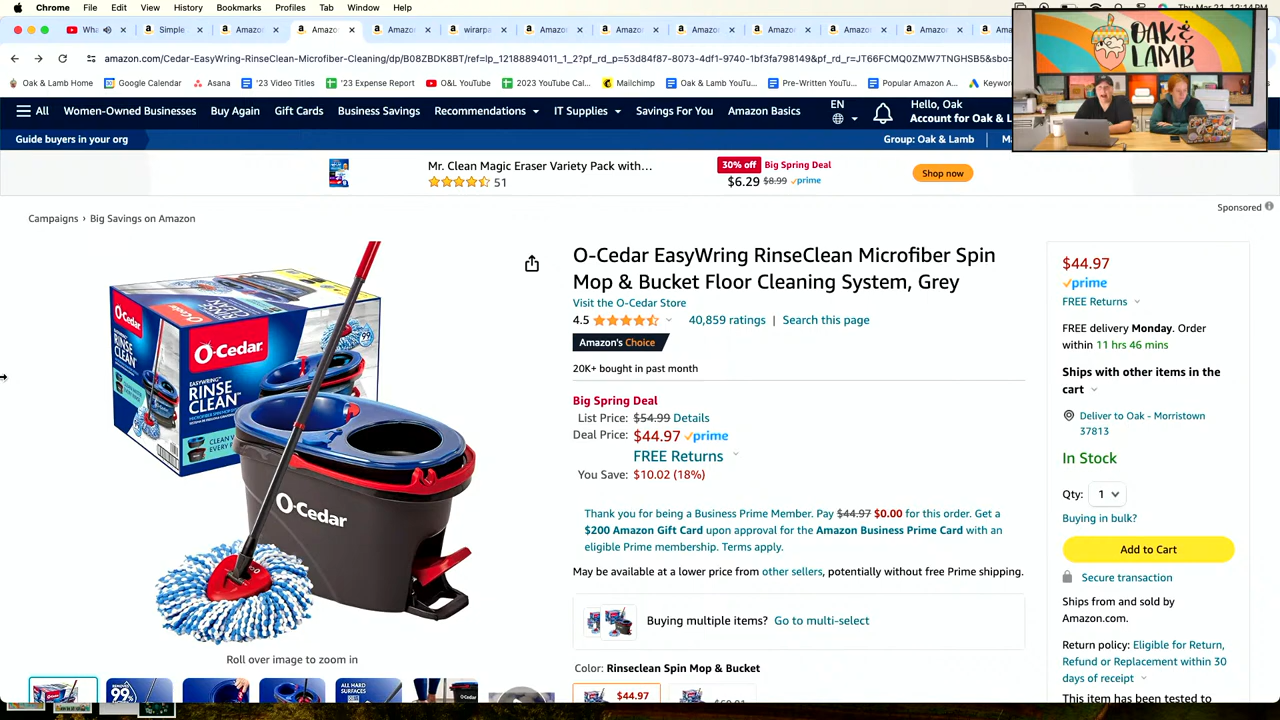 Chrome File Edit View History Bookmarks Profiles Tab Window Help
Thu Mar 21 12:14 PM
Wha Simple Amazo Amazo Amazo wirarpa Amazo Amazo Amazo Amazo Amazo Amazo
amazon.com/Cedar-EasyWring-RinseClean-Microfiber-Cleaning/dp/B08ZBDK8BT/ref=lp_12188894011_1_2?pf_rd_p=53d84f87-8073-4df1-9740-1bf3fa798149&pf_rd_r=JT66FCMQ0ZMW7TNGHSB5&sbo=
Oak & Lamb Home Google Calendar Asana '23 Video Titles '23 Expense Report O&L YouTube 2023 YouTube Cal... Mailchimp Oak & Lamb YouTu... Pre-Written YouTu... Popular Amazon A... Keyword
OAK &
LAMB
All Women-Owned Businesses Buy Again Gift Cards Business Savings Recommendations IT Supplies Savings For You Amazon Basics
EN
Hello, Oak
Account for Oak & L
Guide buyers in your org
Group: Oak & Lamb
Mr. Clean Magic Eraser Variety Pack with...
51
30% off Big Spring Deal
$6.29 $8.99 prime
Shop now
Sponsored
Campaigns › Big Savings on Amazon
O-Cedar
O-Cedar
EASYWRING
RINSE
CLEAN
RINSE
CLEAN
CLEAN
O-Cedar
Roll over image to zoom in
O-Cedar EasyWring RinseClean Microfiber Spin
Mop & Bucket Floor Cleaning System, Grey
Visit the O-Cedar Store
4.5 40,859 ratings | Search this page
Amazon's Choice
20K+ bought in past month
Big Spring Deal
List Price: $54.99 Details
Deal Price: $44.97 prime
FREE Returns
You Save: $10.02 (18%)
Thank you for being a Business Prime Member. Pay $44.97 $0.00 for this order. Get a
$200 Amazon Gift Card upon approval for the Amazon Business Prime Card with an
eligible Prime membership. Terms apply.
May be available at a lower price from other sellers, potentially without free Prime shipping.
Buying multiple items? Go to multi-select
Color: Rinseclean Spin Mop & Bucket
$44.97
$44.97
prime
FREE Returns
FREE delivery Monday. Order
within 11 hrs 46 mins
Ships with other items in the
cart
Deliver to Oak - Morristown
37813
In Stock
Qty: 1
Buying in bulk?
Add to Cart
Secure transaction
Ships from and sold by
Amazon.com.
Return policy: Eligible for Return,
Refund or Replacement within 30
days of receipt
This item has been tested to